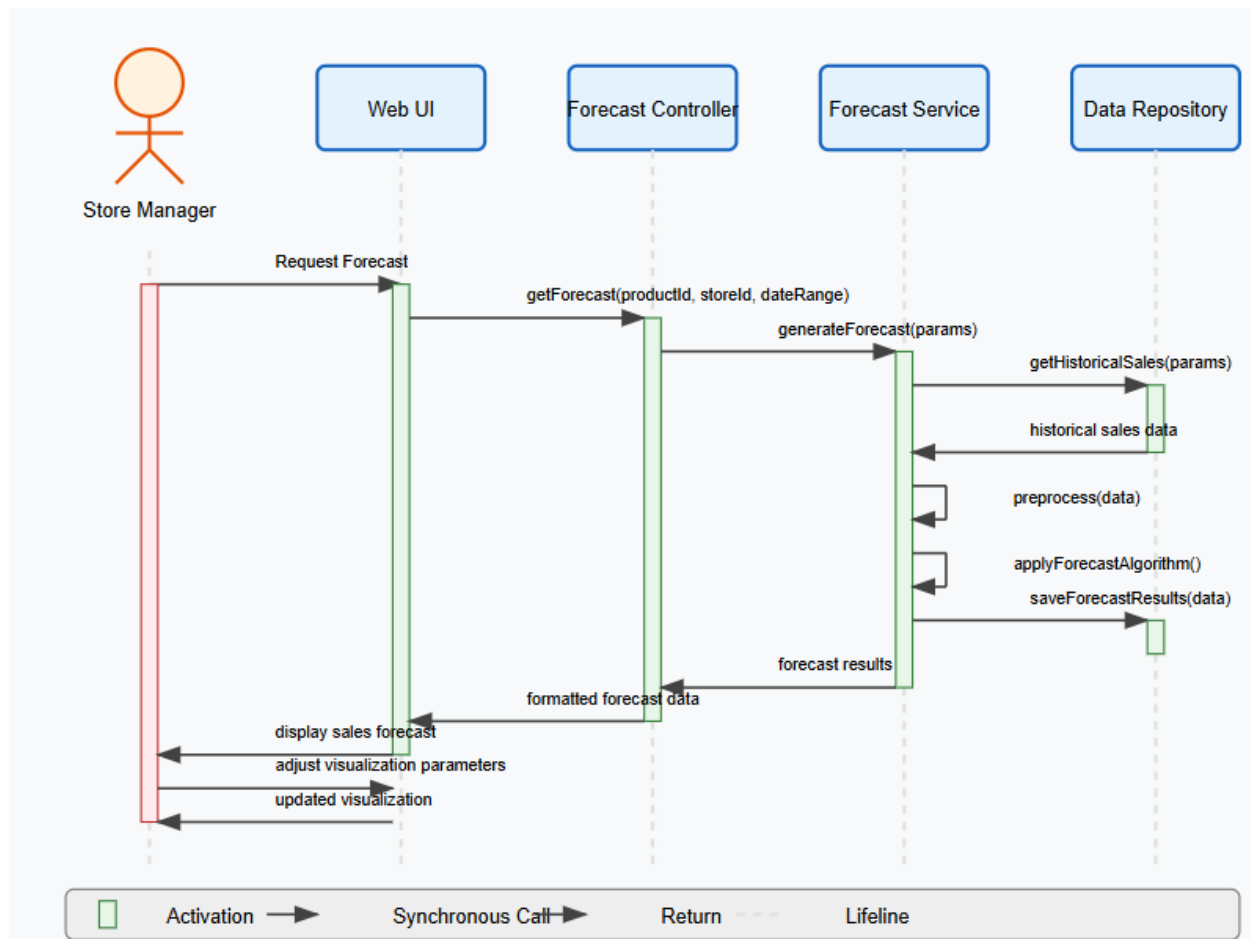 Web UI
Forecast Controller
Forecast Service
Data Repository
Store Manager
Request Forecast
getForecast(productId, storeId, dateRange)
generateForecast(params)
getHistoricalSales(params)
historical sales data
preprocess(data)
applyForecastAlgorithm()
saveForecastResults(data)
forecast results
formatted forecast data
display sales forecast
adjust visualization parameters
updated visualization
Activation
Synchronous Call
Return
Lifeline